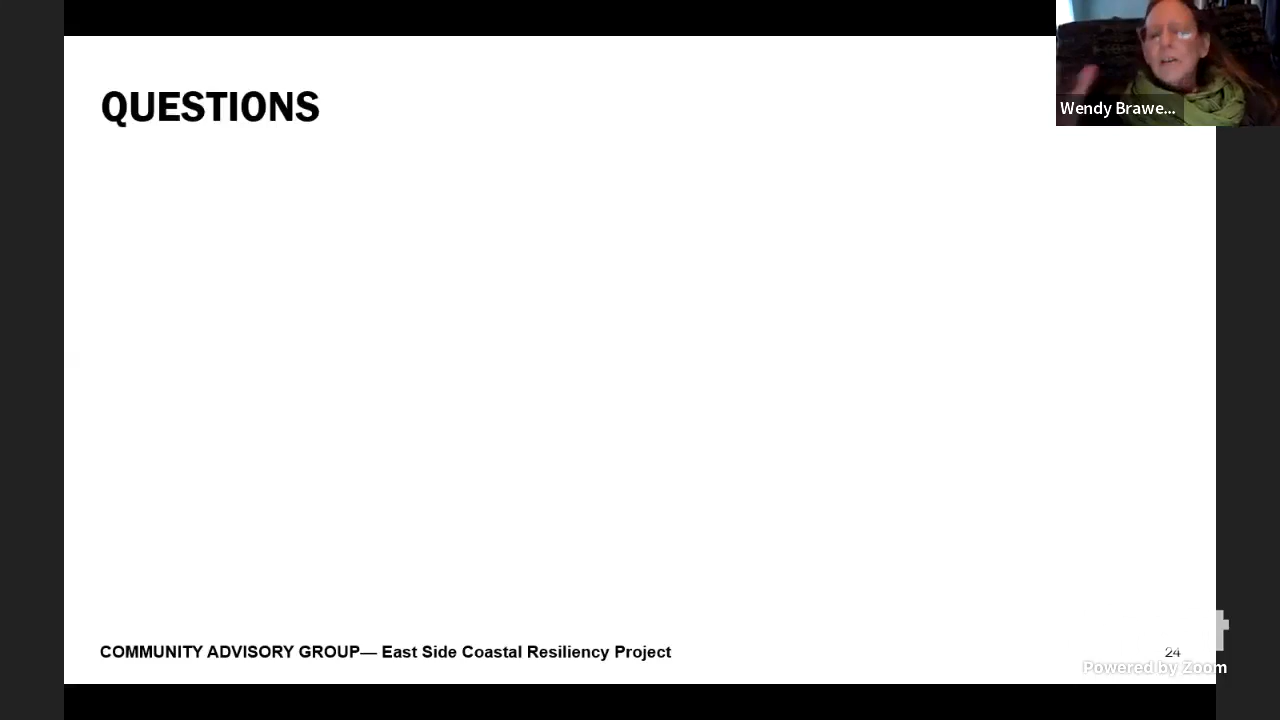 QUESTIONS
Wendy Brawe...
COMMUNITY ADVISORY GROUP— East Side Coastal Resiliency Project
24
t
Powered by Zoom